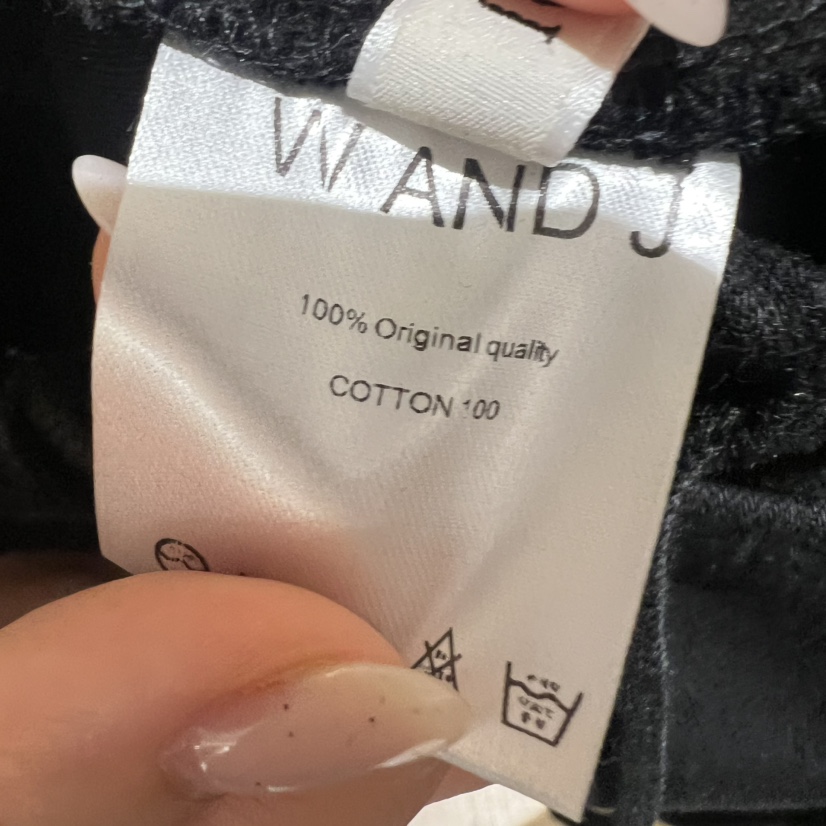 W AND J
100% Original quality
COTTON 100